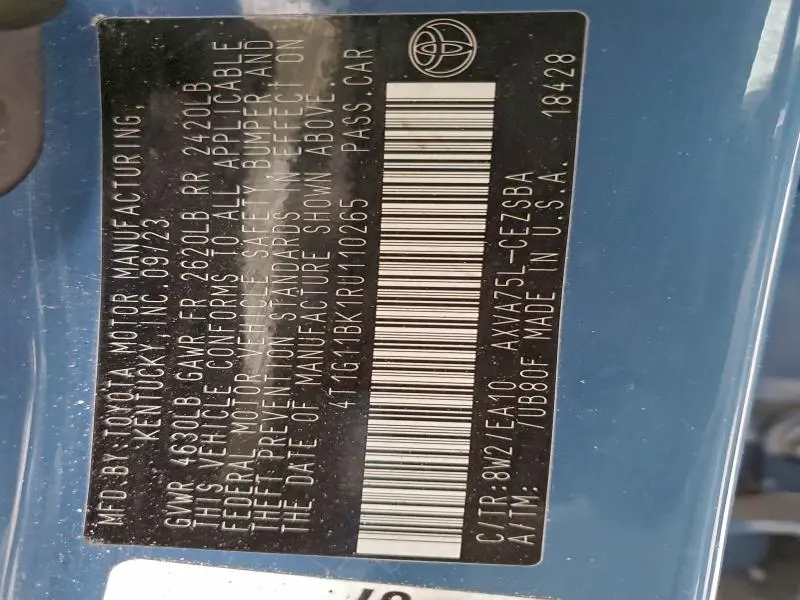 MFD.BY:TOYOTA MOTOR MANUFACTURING,
KENTUCKY, INC.09/23
GVWR 4630LB GAWR FR 2620LB RR 2420LB
THIS VEHICLE CONFORMS TO ALL APPLICABLE
FEDERAL MOTOR VEHICLE SAFETY, BUMPER, AND
THEFT PREVENTION STANDARDS IN EFFECT ON
THE DATE OF MANUFACTURE SHOWN ABOVE.
4T1G11BK1RU110265 PASS.CAR
C/TR:8W2/EA10 AXVA75L-CEZSBA
A/TM: /UB80F MADE IN U.S.A. 18428